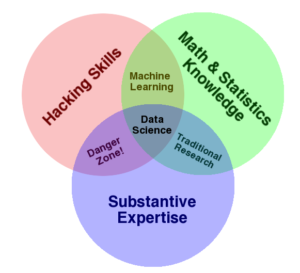 Hacking Skills
Math & Statistics
Knowledge
Machine
Learning
Data
Science
Danger
Zone!
Traditional
Research
Substantive
Expertise